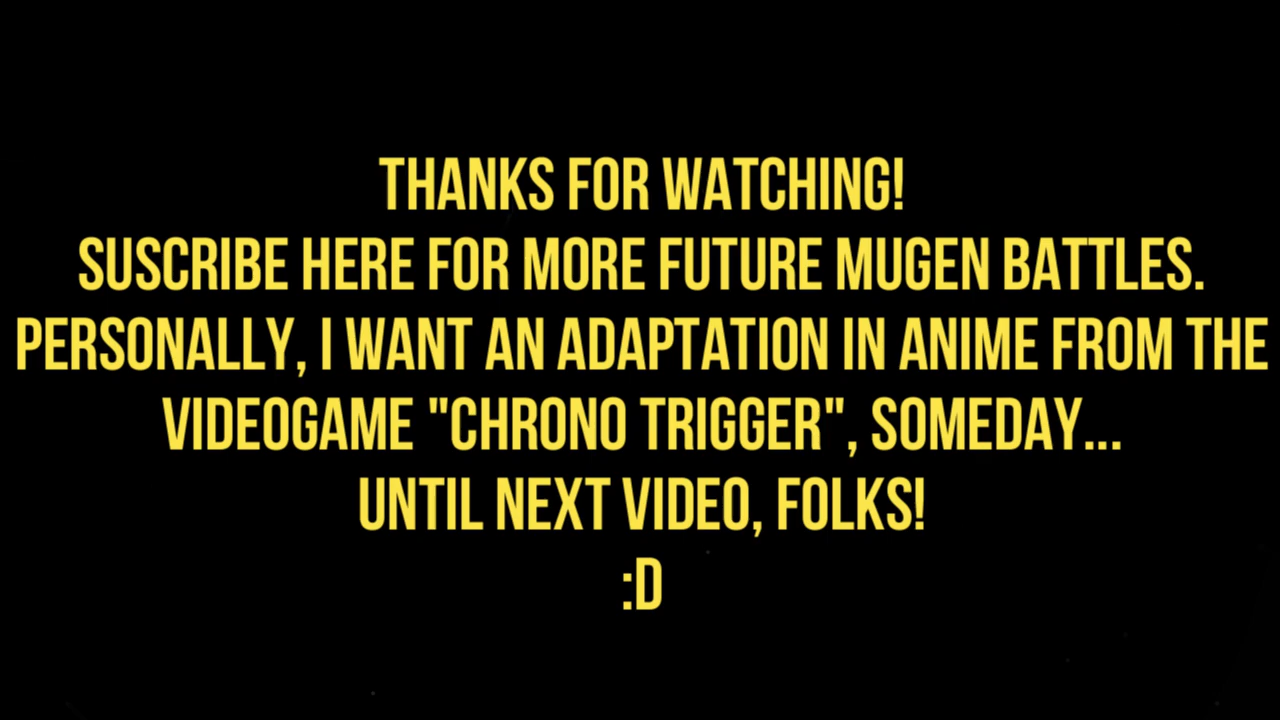 THANKS FOR WATCHING!
SUSCRIBE HERE FOR MORE FUTURE MUGEN BATTLES.
PERSONALLY, I WANT AN ADAPTATION IN ANIME FROM THE
VIDEOGAME "CHRONO TRIGGER", SOMEDAY...
UNTIL NEXT VIDEO, FOLKS!
:D